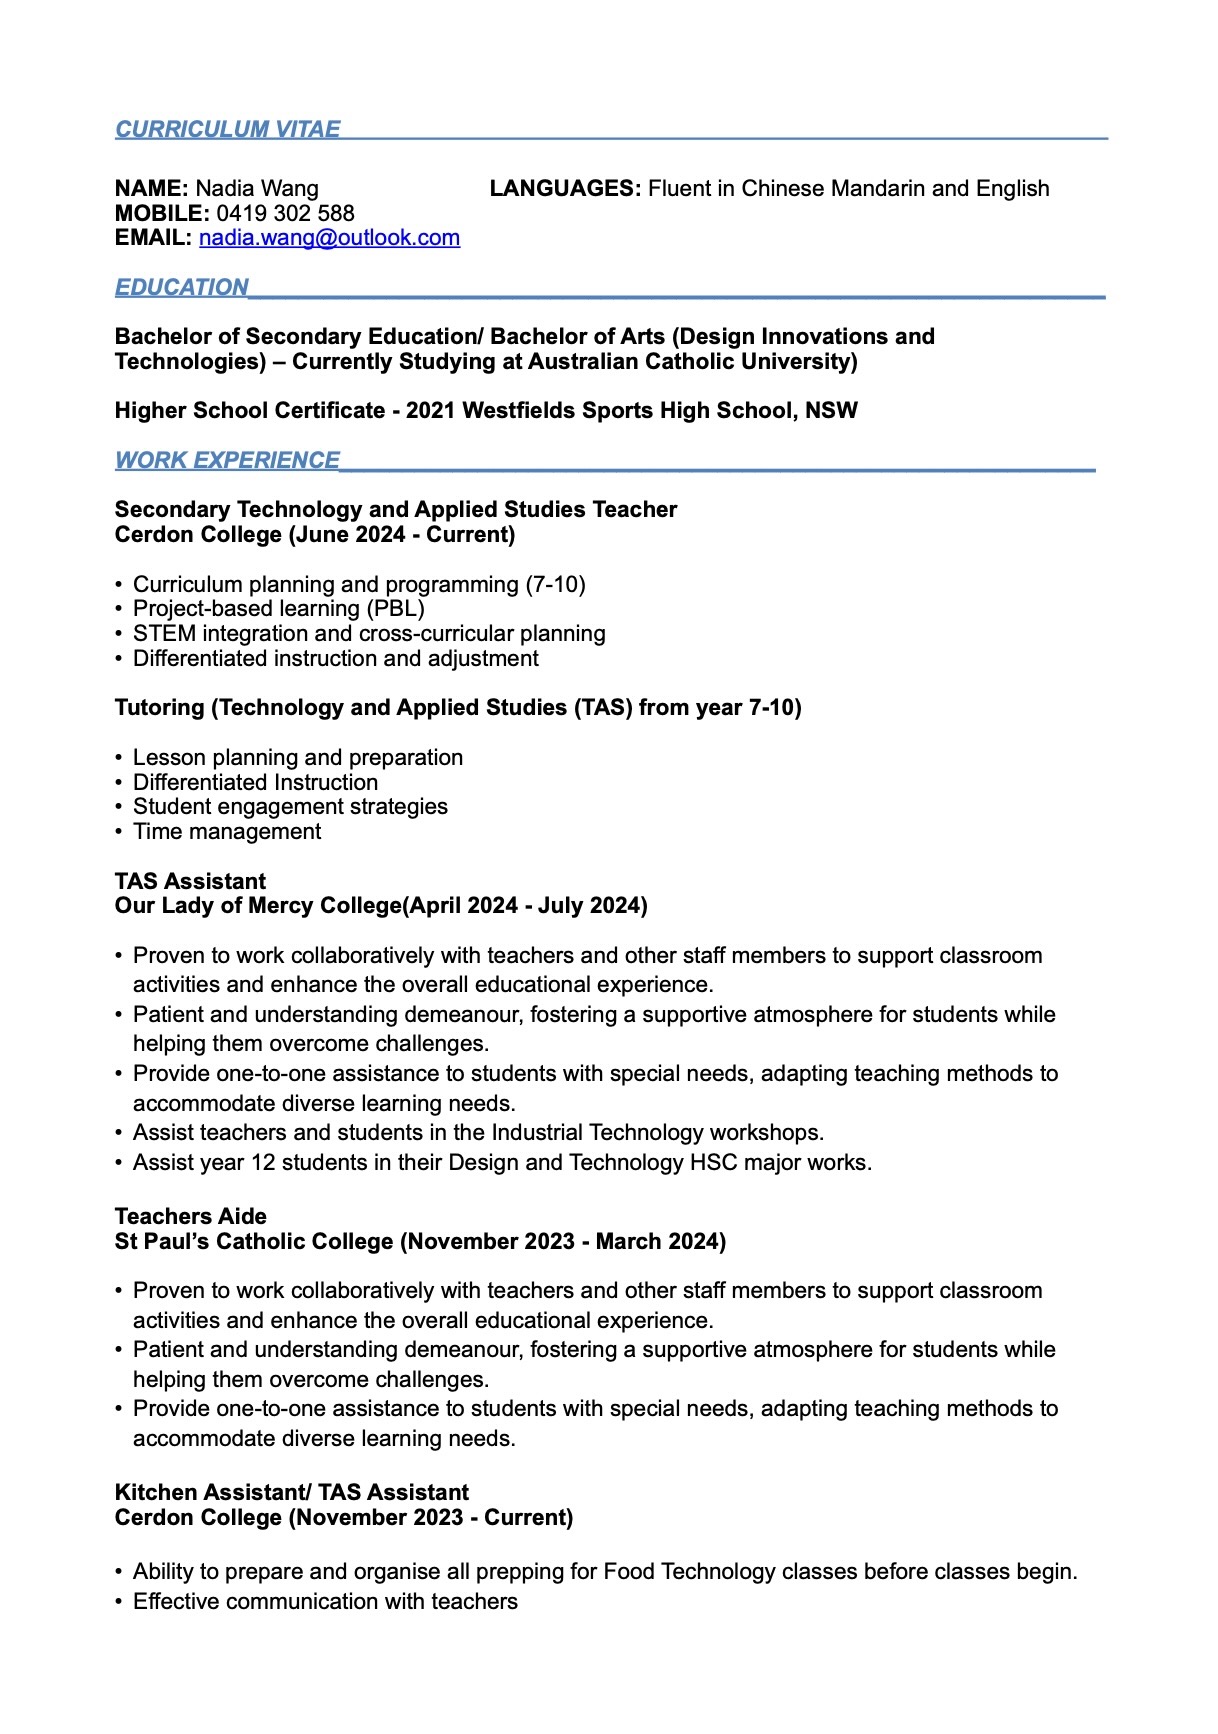 CURRICULUM VITAE
NAME: Nadia Wang LANGUAGES: Fluent in Chinese Mandarin and English
MOBILE: 0419 302 588
EMAIL: nadia.wang@outlook.com
EDUCATION
Bachelor of Secondary Education/ Bachelor of Arts (Design Innovations and
Technologies) – Currently Studying at Australian Catholic University)
Higher School Certificate - 2021 Westfields Sports High School, NSW
WORK EXPERIENCE
Secondary Technology and Applied Studies Teacher
Cerdon College (June 2024 - Current)
• Curriculum planning and programming (7-10)
• Project-based learning (PBL)
• STEM integration and cross-curricular planning
• Differentiated instruction and adjustment
Tutoring (Technology and Applied Studies (TAS) from year 7-10)
• Lesson planning and preparation
• Differentiated Instruction
• Student engagement strategies
• Time management
TAS Assistant
Our Lady of Mercy College(April 2024 - July 2024)
• Proven to work collaboratively with teachers and other staff members to support classroom
activities and enhance the overall educational experience.
• Patient and understanding demeanour, fostering a supportive atmosphere for students while
helping them overcome challenges.
• Provide one-to-one assistance to students with special needs, adapting teaching methods to
accommodate diverse learning needs.
• Assist teachers and students in the Industrial Technology workshops.
• Assist year 12 students in their Design and Technology HSC major works.
Teachers Aide
St Paul’s Catholic College (November 2023 - March 2024)
• Proven to work collaboratively with teachers and other staff members to support classroom
activities and enhance the overall educational experience.
• Patient and understanding demeanour, fostering a supportive atmosphere for students while
helping them overcome challenges.
• Provide one-to-one assistance to students with special needs, adapting teaching methods to
accommodate diverse learning needs.
Kitchen Assistant/ TAS Assistant
Cerdon College (November 2023 - Current)
• Ability to prepare and organise all prepping for Food Technology classes before classes begin.
• Effective communication with teachers